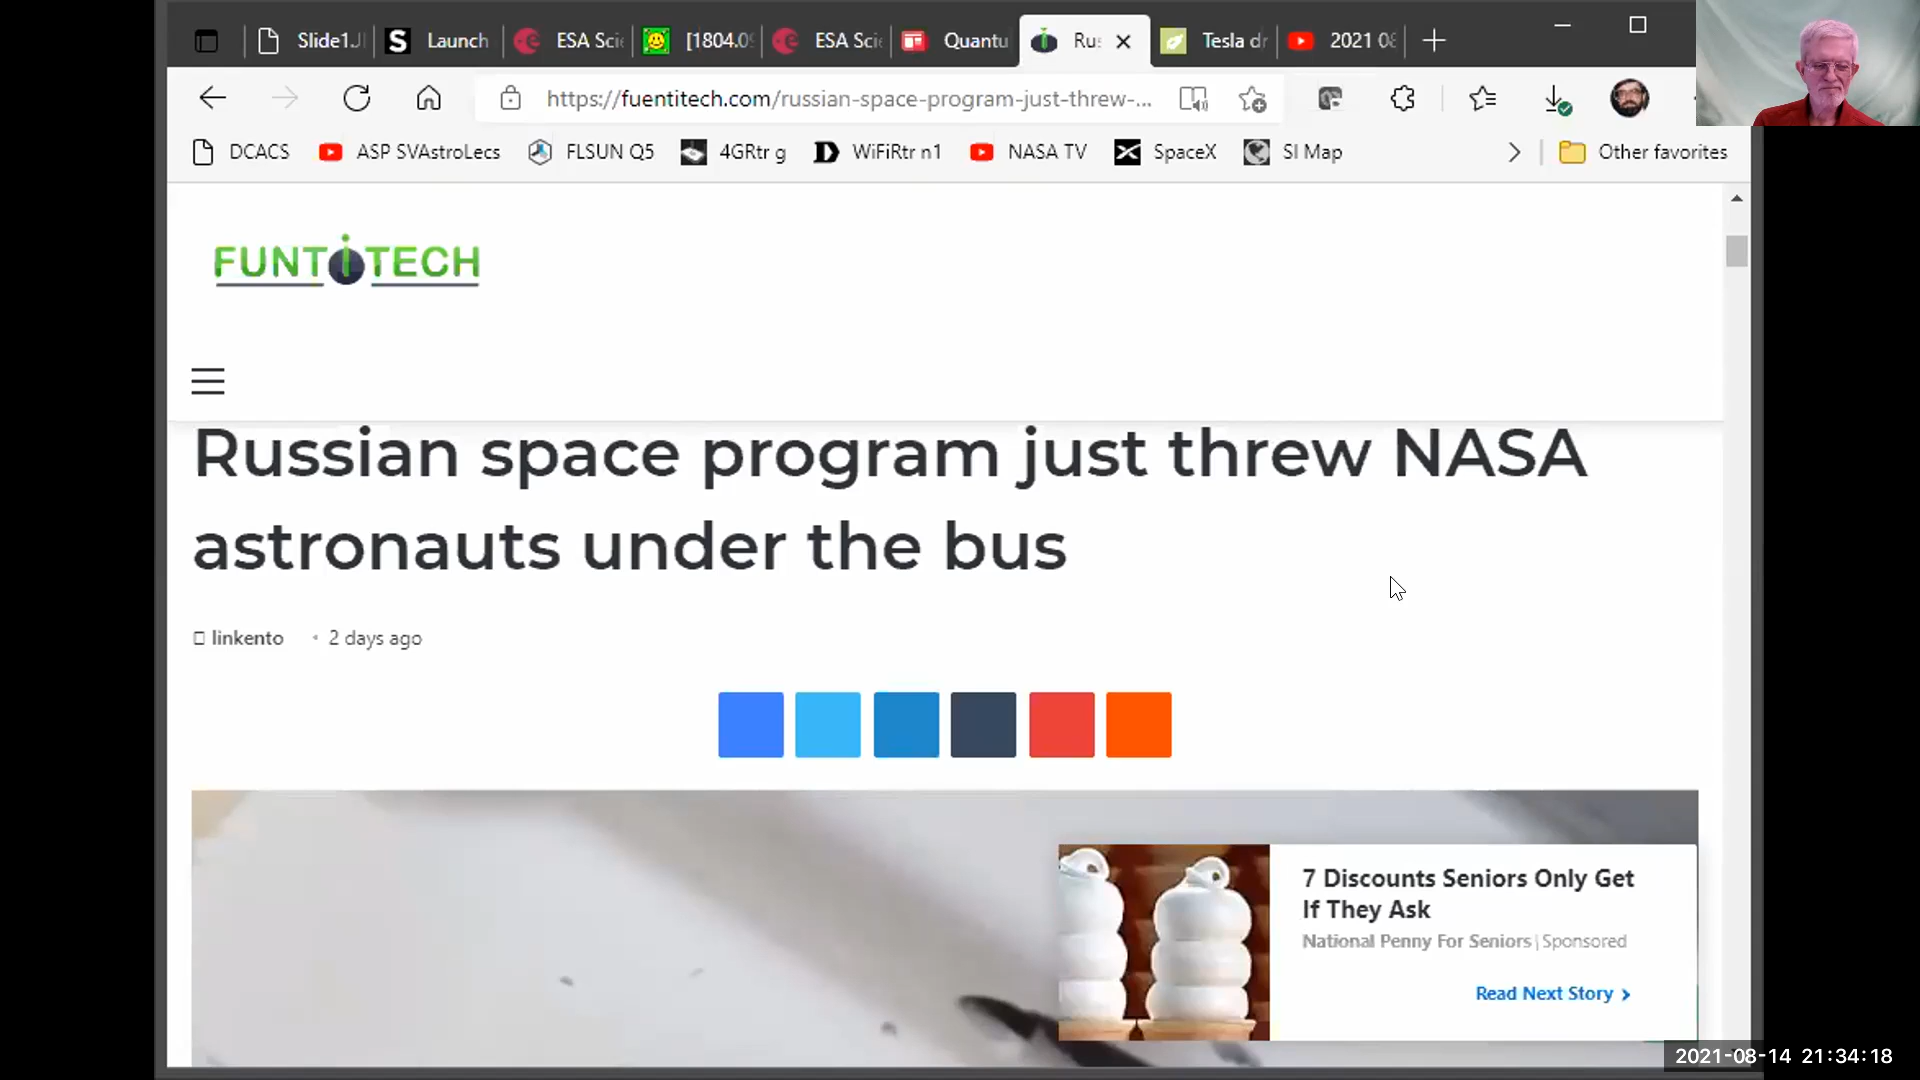 Slide1.J
S Launch
ESA Sci
[1804.09
ESA Sci
Quantu
Rus
Tesla dr
2021 08
https://fuentitech.com/russian-space-program-just-threw-...
DCACS
ASP SVAstroLecs
FLSUN Q5
4GRtr g
WiFiRtr n1
NASA TV
SpaceX
SI Map
Other favorites
FUNTiTECH
Russian space program just threw NASA
astronauts under the bus
linkento
2 days ago
7 Discounts Seniors Only Get
If They Ask
National Penny For Seniors | Sponsored
Read Next Story
2021-08-14 21:34:18